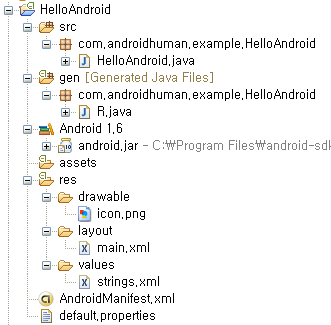 HelloAndroid
src
com.androidhuman.example.HelloAndroid
HelloAndroid.java
gen [Generated Java Files]
com.androidhuman.example.HelloAndroid
R.java
Android 1.6
android.jar - C:￦Program Files￦android-sd
assets
res
drawable
icon.png
layout
main.xml
values
strings.xml
AndroidManifest.xml
default.properties